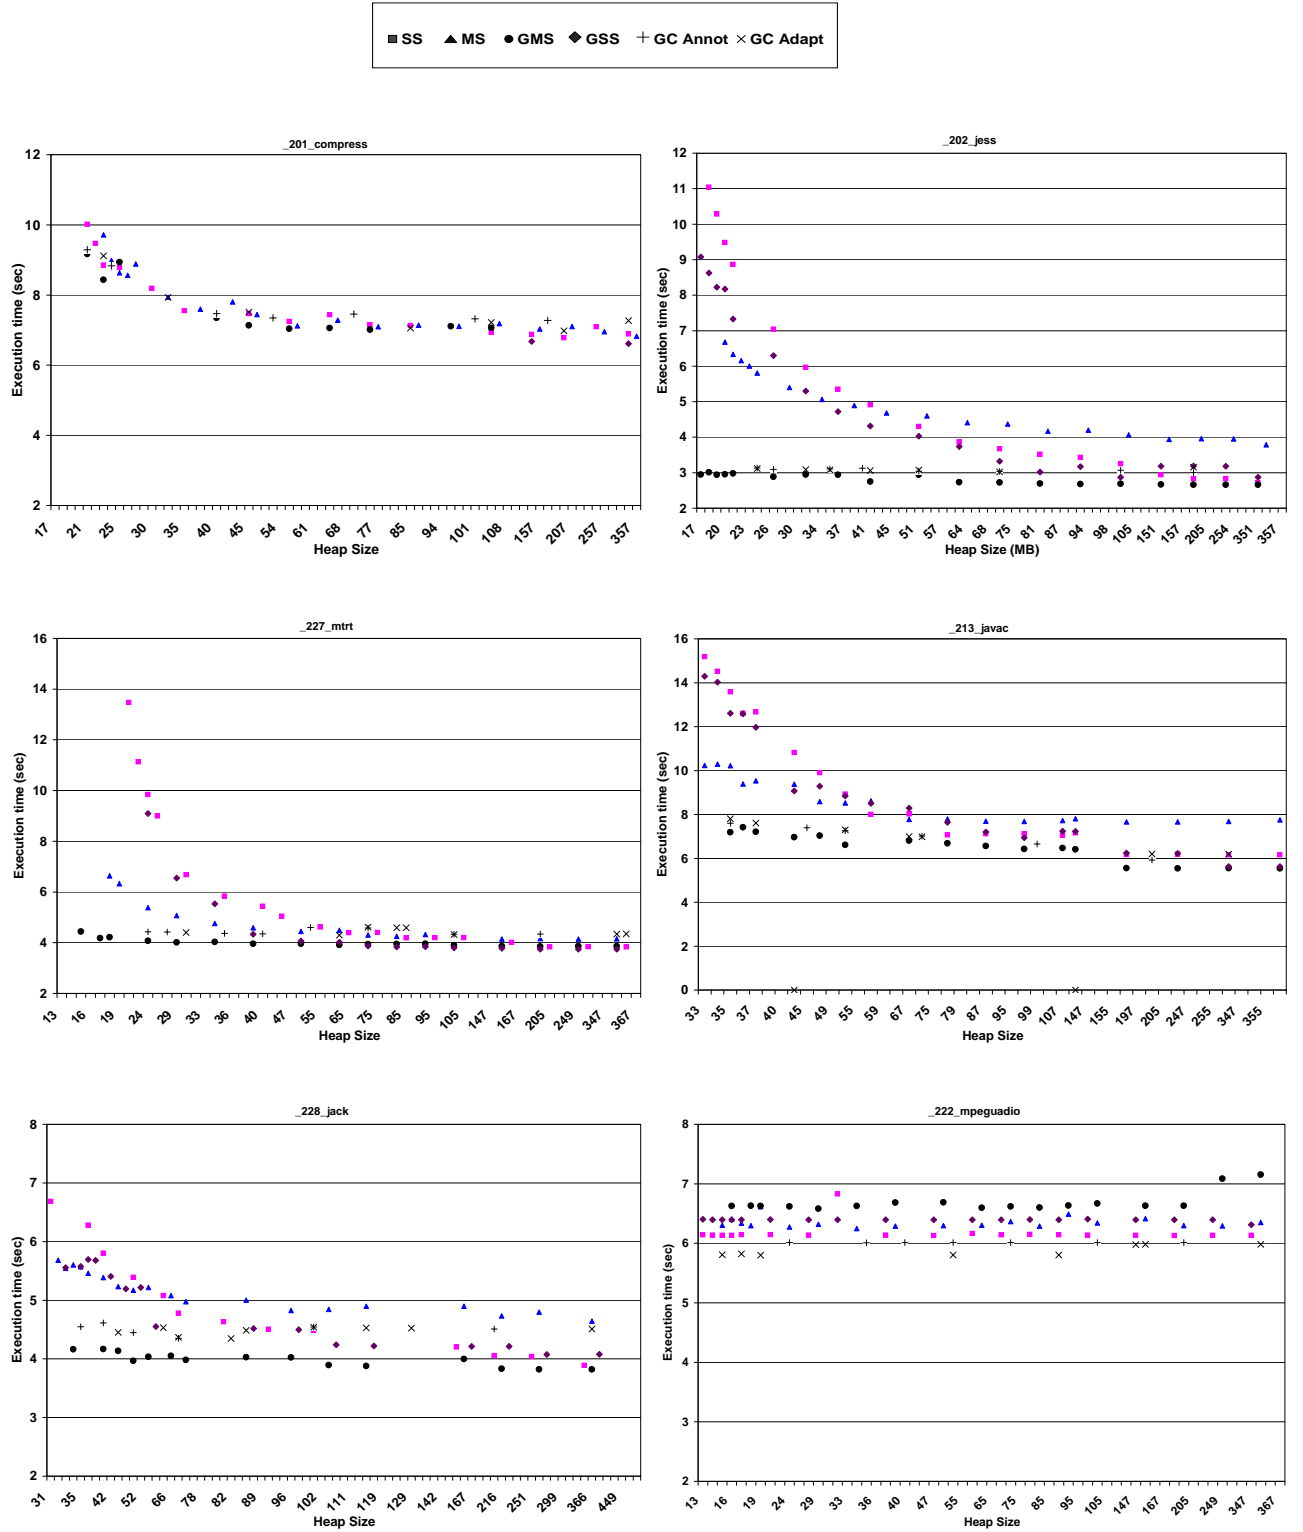 SS MS GMS GSS GC Annot GC Adapt
_201_compress
Execution time (sec)
12
10
8
6
4
2
17 21 25 30 35 40 45 54 61 68 77 85 94 101 108 157 207 257 357
Heap Size
_202_jess
Execution time (sec)
12
11
10
9
8
7
6
5
4
3
2
17 20 23 26 30 34 37 41 51 57 64 68 75 81 87 94 98 105 151 157 205 254 351 357
Heap Size (MB)
_227_mtrt
Execution time (sec)
16
14
12
10
8
6
4
2
13 16 19 24 29 33 36 40 47 55 68 75 85 95 105 147 167 205 249 347 367
Heap Size
_213_javac
Execution time (sec)
16
14
12
10
8
6
4
2
0
33 35 37 40 45 49 55 59 67 75 79 87 95 99 107 147 155 197 205 247 255 347 355
Heap Size
_228_jack
Execution time (sec)
8
7
6
5
4
3
2
31 35 42 52 66 78 82 89 96 102 111 119 129 142 167 216 251 299 366 449
Heap Size
_222_mpeguadio
Execution time (sec)
8
7
6
5
4
3
2
13 16 19 24 29 33 36 40 47 55 68 75 85 95 105 147 167 205 249 347 367
Heap Size